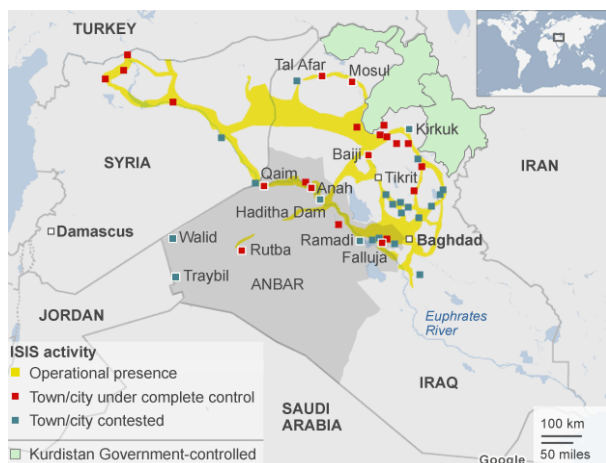 TURKEY
Tal Afar
Mosul
Kirkuk
Baiji
SYRIA
IRAN
Qaim
Tikrit
Anah
Haditha Dam
Damascus
Walid
Ramadi
Baghdad
Rutba
Falluja
Traybil
ANBAR
JORDAN
Euphrates
River
ISIS activity
Operational presence
Town/city under complete control
Town/city contested
Kurdistan Government-controlled
IRAQ
SAUDI
ARABIA
100 km
50 miles
Google